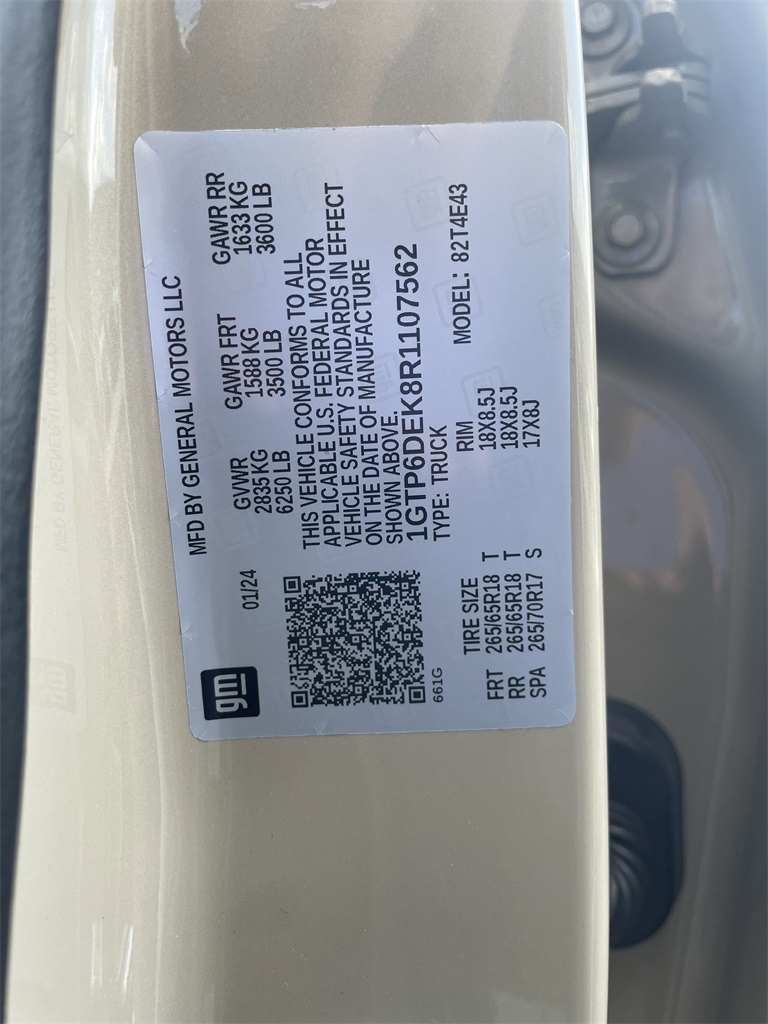 gm
MFD BY GENERAL MOTORS LLC
01/24
GVWR GAWR FRT GAWR RR
2835 KG 1588 KG 1633 KG
6250 LB 3500 LB 3600 LB
THIS VEHICLE CONFORMS TO ALL
APPLICABLE U.S. FEDERAL MOTOR
VEHICLE SAFETY STANDARDS IN EFFECT
ON THE DATE OF MANUFACTURE
SHOWN ABOVE.
1GTP6DEK8R1107562
661G
TYPE: TRUCK MODEL: 82T4E43
TIRE SIZE RIM
FRT 265/65R18 T 18X8.5J
RR 265/65R18 T 18X8.5J
SPA 265/70R17 S 17X8J